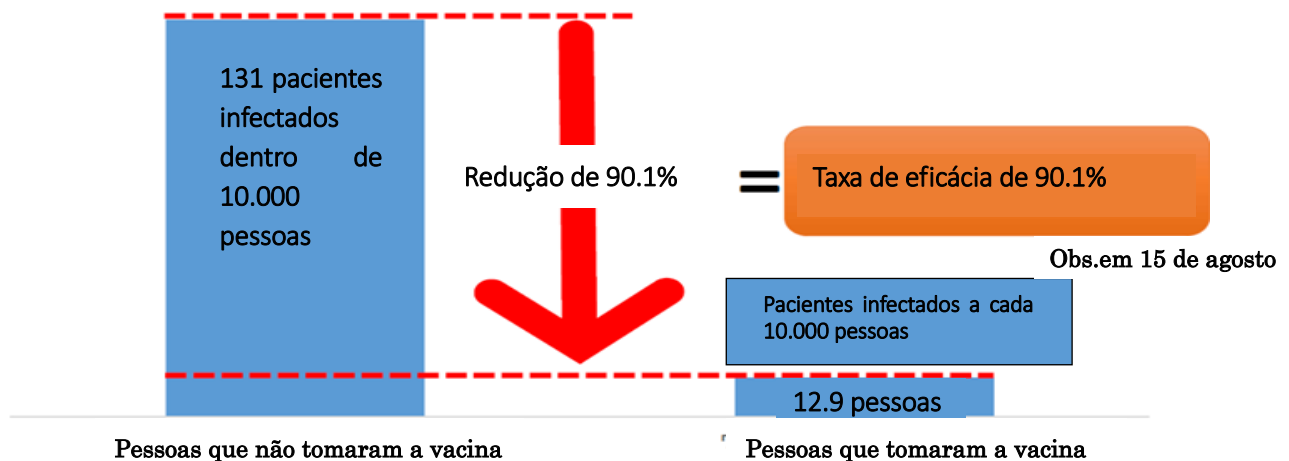 131 pacientes
infectados
dentro de
10.000
pessoas
Redução de 90.1%
=
Taxa de eficácia de 90.1%
Obs.em 15 de agosto
Pacientes infectados a cada
10.000 pessoas
12.9 pessoas
Pessoas que não tomaram a vacina
Pessoas que tomaram a vacina